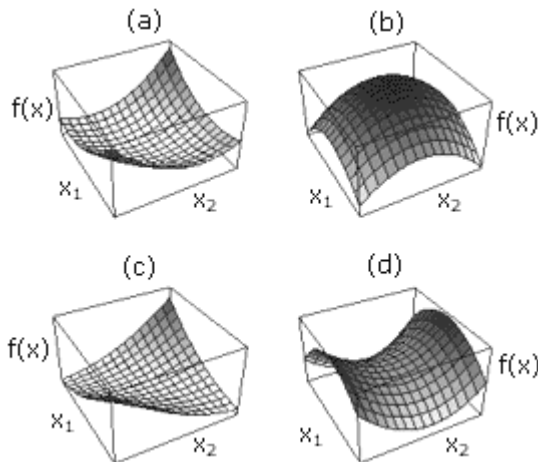 (a)
(b)
f(x)
f(x)
x₁
x₂
x₁
x₂
(c)
(d)
f(x)
f(x)
x₁
x₂
x₁
x₂